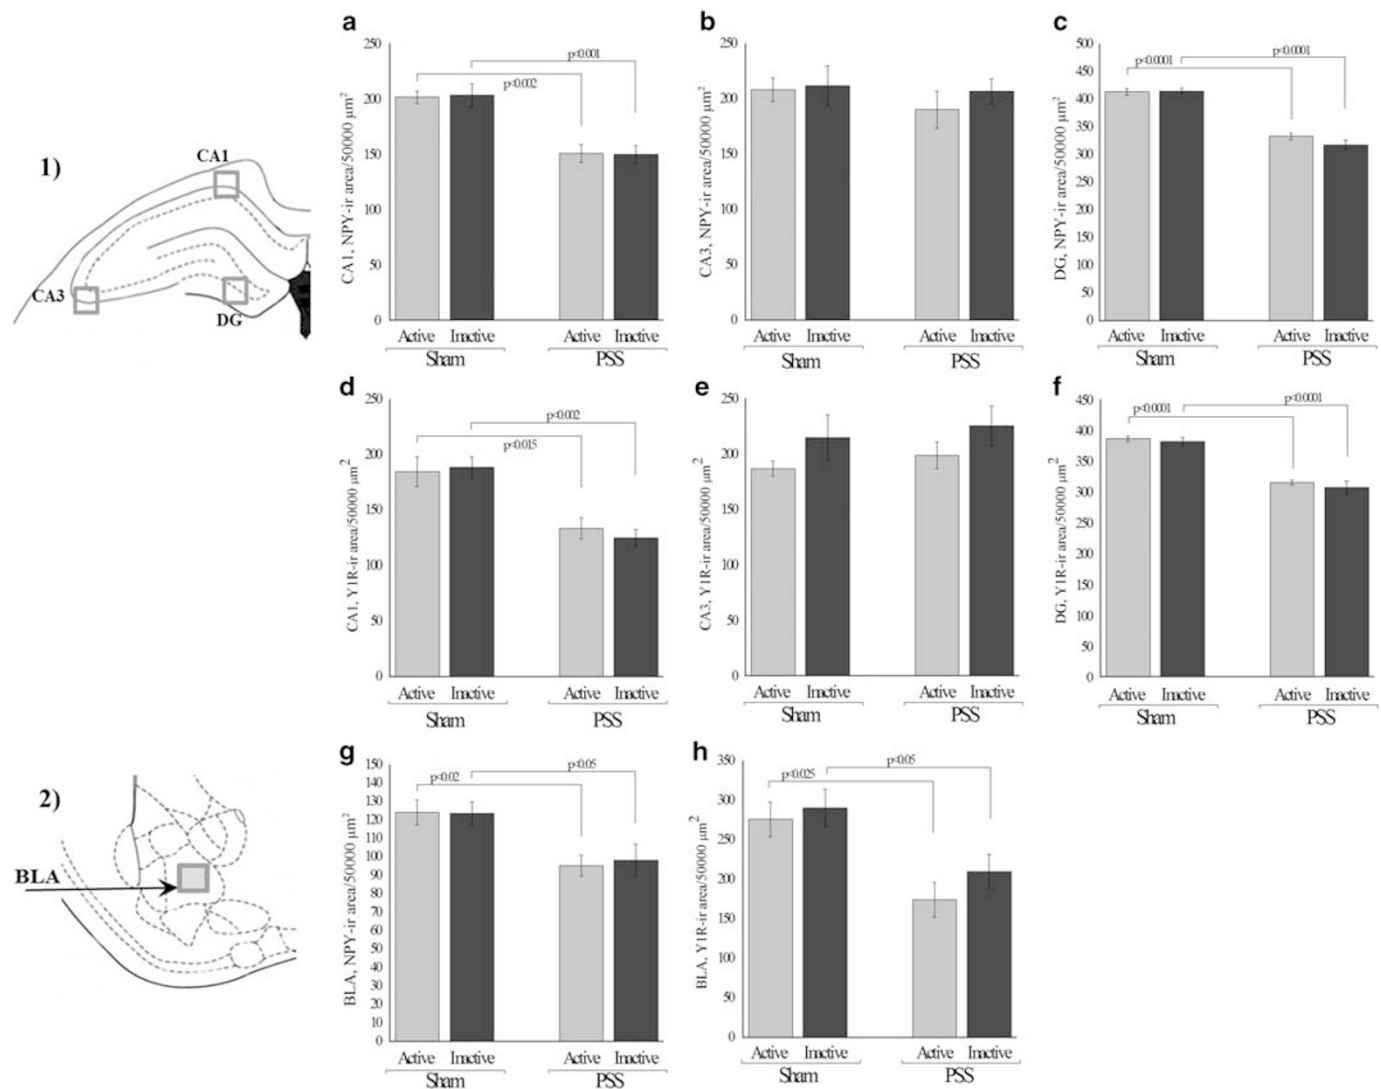 1)
CA1
CA3
DG
a
CA1, NPY-ir area/50000 μm²
250
200
150
100
50
0
p<0.001
p<0.002
Active Inactive Active Inactive
Sham PSS
b
CA3, NPY-ir area/50000 μm²
250
200
150
100
50
0
Active Inactive Active Inactive
Sham PSS
c
DG, NPY-ir area/50000 μm²
500
450
400
350
300
250
200
150
100
50
0
p<0.0001
p<0.0001
Active Inactive Active Inactive
Sham PSS
d
CA1, Y1R-ir area/50000 μm²
250
200
150
100
50
0
p<0.002
p<0.015
Active Inactive Active Inactive
Sham PSS
e
CA3, Y1R-ir area/50000 μm²
250
200
150
100
50
0
Active Inactive Active Inactive
Sham PSS
f
DG, Y1R-ir area/50000 μm²
450
400
350
300
250
200
150
100
50
0
p<0.0001
p<0.0001
Active Inactive Active Inactive
Sham PSS
2)
BLA
g
BLA, NPY-ir area/50000 μm²
150
140
130
120
110
100
90
80
70
60
50
40
30
20
10
0
p<0.05
p<0.02
Active Inactive Active Inactive
Sham PSS
h
BLA, Y1R-ir area/50000 μm²
350
300
250
200
150
100
50
0
p<0.05
p<0.025
Active Inactive Active Inactive
Sham PSS